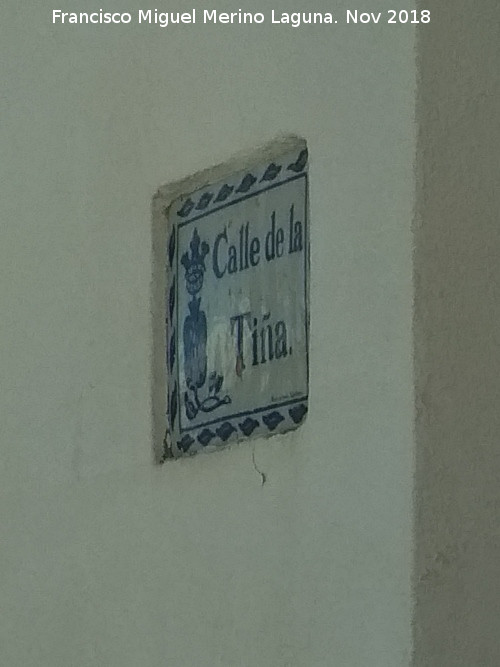 Francisco Miguel Merino Laguna. Nov 2018
Calle de la
Tiña.